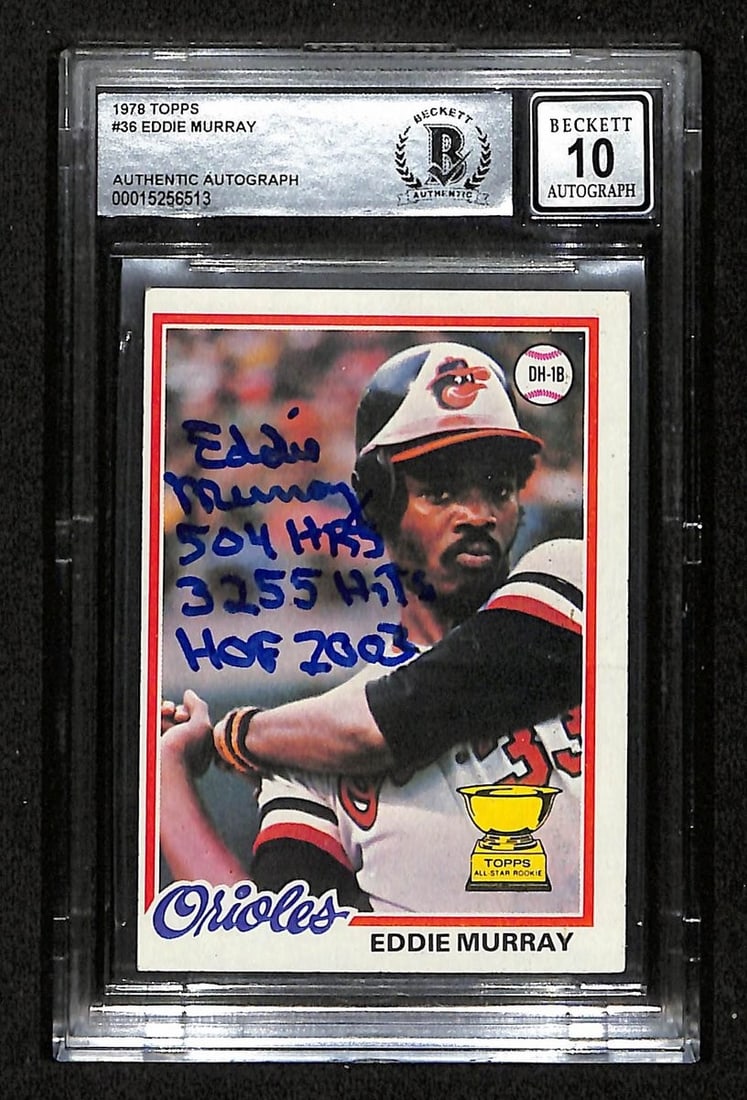 1978 TOPPS
#36 EDDIE MURRAY
AUTHENTIC AUTOGRAPH
00015256513
BECKETT
B
AUTHENTIC
BECKETT
10
AUTOGRAPH
DH-1B
Eddie
Murray
504 HRS
3255 HiTs
HOF 2003
33
TOPPS
ALL-STAR ROOKIE
Orioles
EDDIE MURRAY